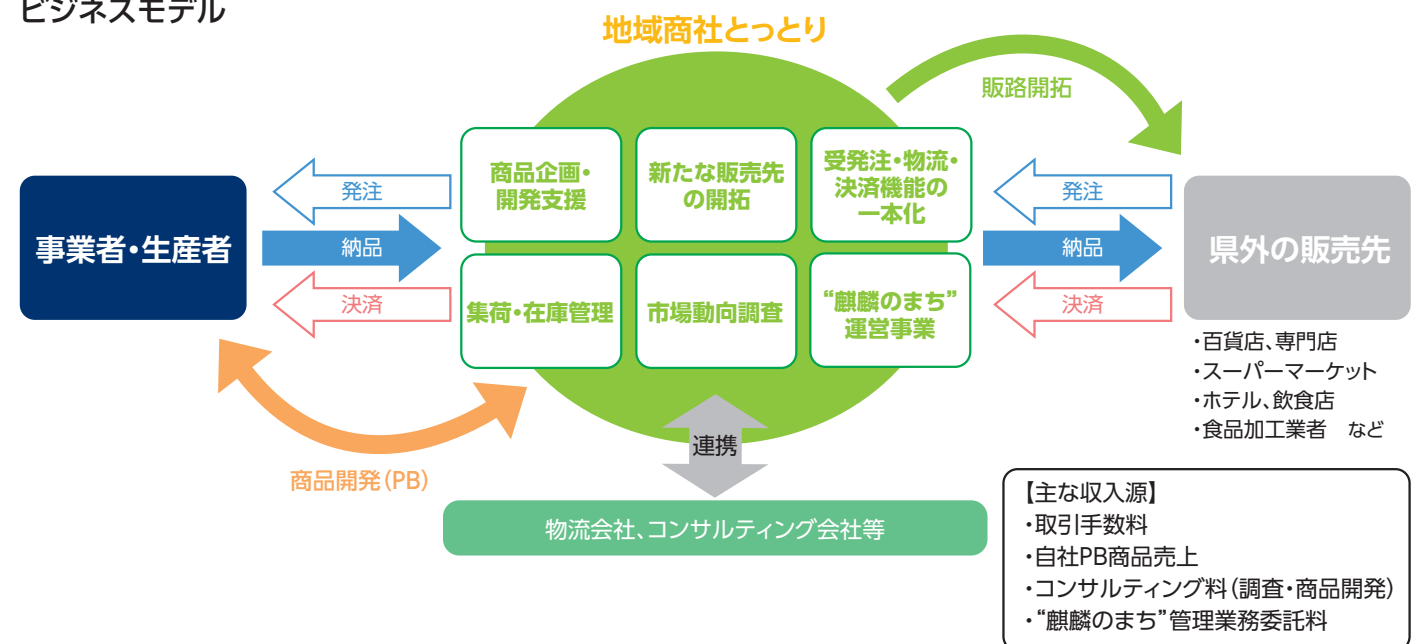 ビジネスモデル
地域商社とっとり
販路開拓
商品企画・
開発支援
新たな販売先
の開拓
受発注・物流・
決済機能の
一本化
発注
納品
決済
事業者・生産者
発注
納品
決済
県外の販売先
集荷・在庫管理
市場動向調査
“麒麟のまち”
運営事業
・百貨店、専門店
・スーパーマーケット
・ホテル、飲食店
・食品加工業者　など
連携
商品開発(PB)
物流会社、コンサルティング会社等
【主な収入源】
・取引手数料
・自社PB商品売上
・コンサルティング料(調査・商品開発)
・“麒麟のまち”管理業務委託料